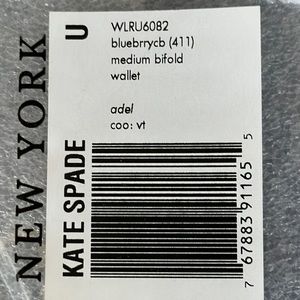 WLRU6082
bluebrrycb (411)
medium bifold
wallet
adel
coo: vt
U
KATE SPADE
NEW YORK
7 67883 91165 5